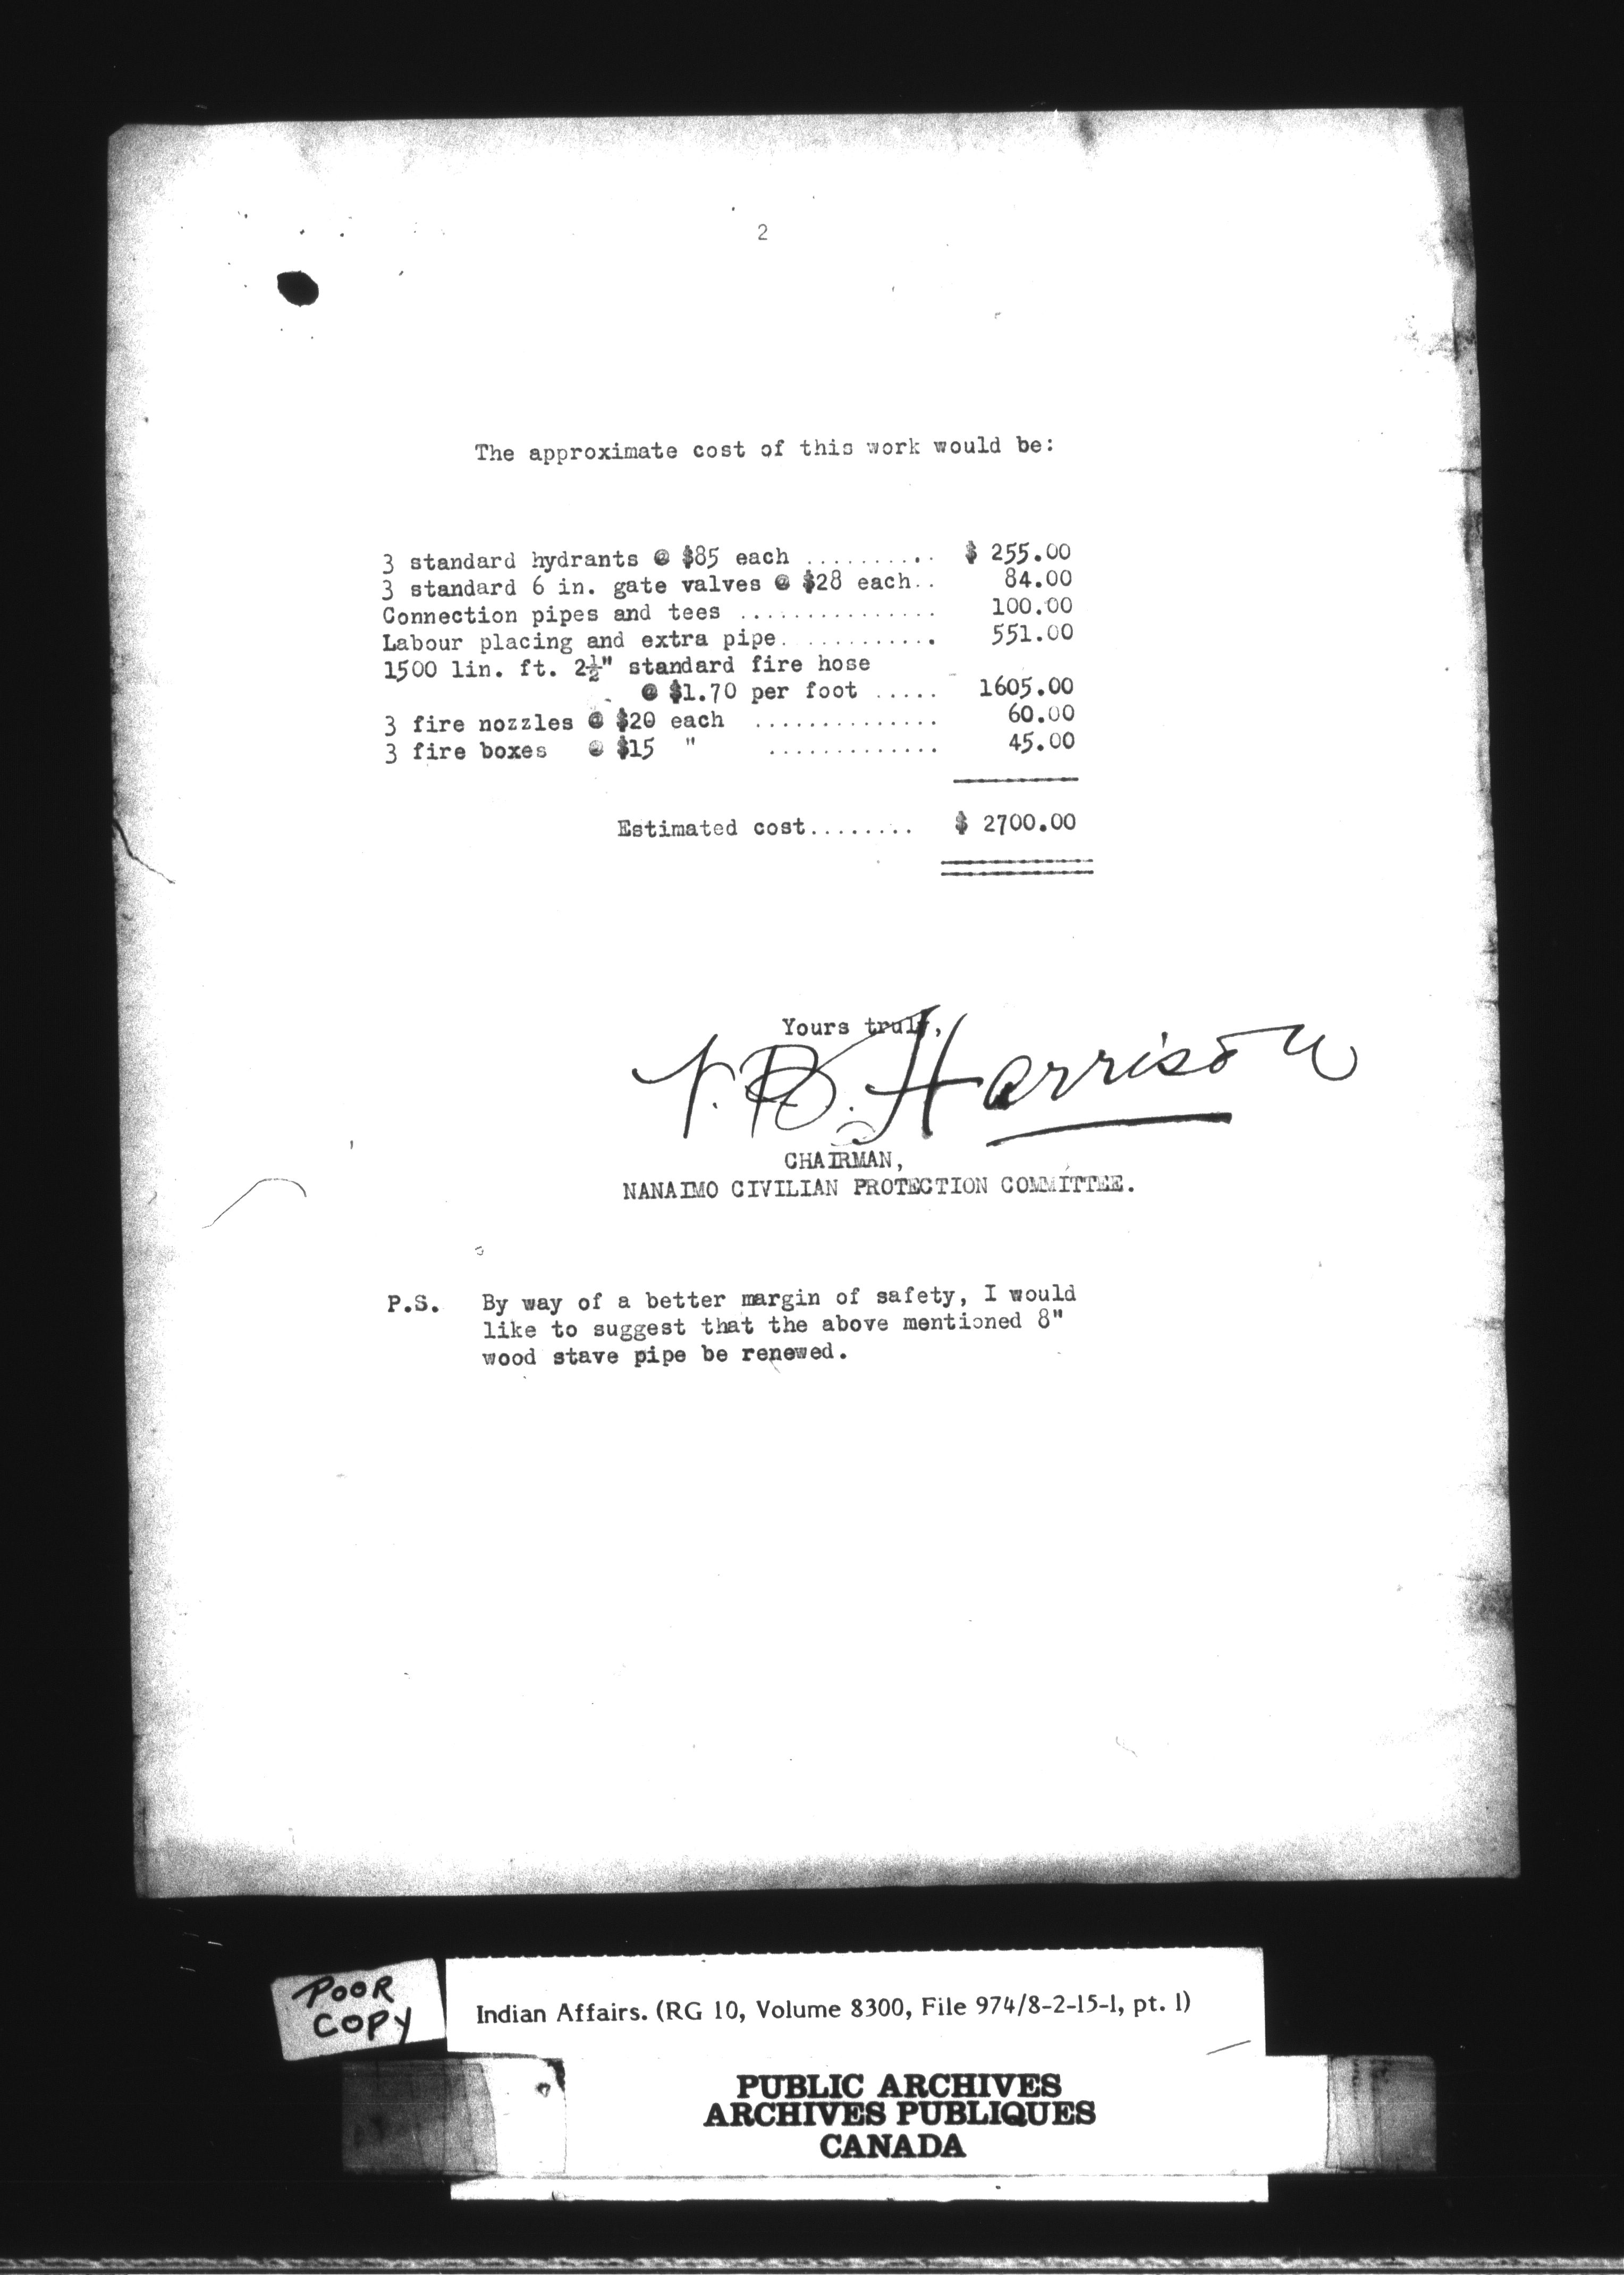 2
The approximate cost of this work would be:
3 standard hydrants @ $85 each .......... $ 255.00
3 standard 6 in. gate valves @ $28 each.. 84.00
Connection pipes and tees ............... 100.00
Labour placing and extra pipe............ 551.00
1500 lin. ft. 2½" standard fire hose
@ $1.70 per foot ..... 1605.00
3 fire nozzles @ $20 each .............. 60.00
3 fire boxes @ $15 " ............. 45.00
Estimated cost........ $ 2700.00
Yours truly,
V. B. Harrison
CHAIRMAN,
NANAIMO CIVILIAN PROTECTION COMMITTEE.
P.S. By way of a better margin of safety, I would
like to suggest that the above mentioned 8"
wood stave pipe be renewed.
POOR
COPY
Indian Affairs. (RG 10, Volume 8300, File 974/8-2-15-1, pt. 1)
PUBLIC ARCHIVES
ARCHIVES PUBLIQUES
CANADA